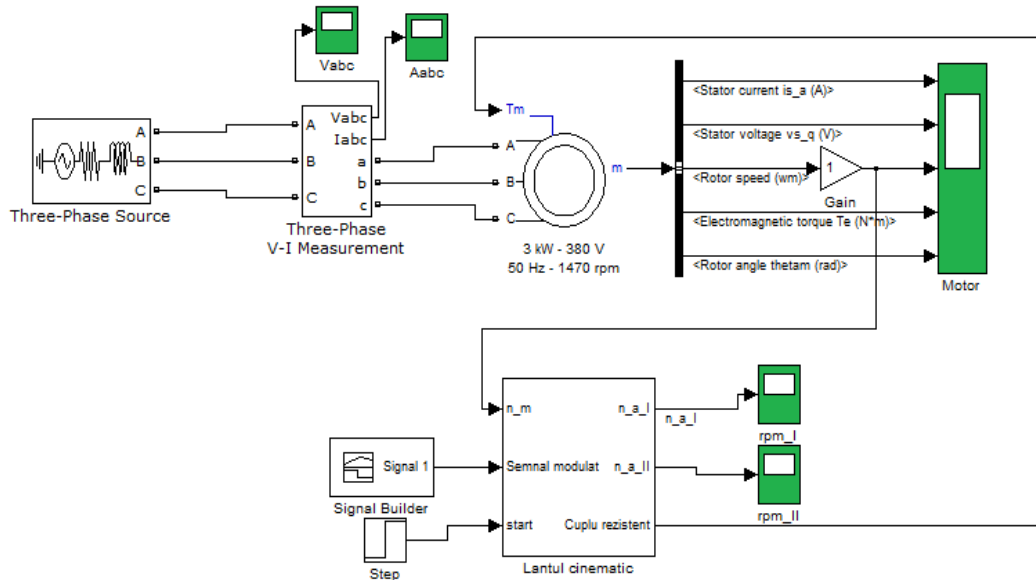 Vabc
Aabc
A
B
C
Three-Phase Source
A
B
C
Vabc
Iabc
a
b
c
Three-Phase
V-I Measurement
Tm
A
B
C
m
3 kW - 380 V
50 Hz - 1470 rpm
<Stator current is_a (A)>
<Stator voltage vs_q (V)>
<Rotor speed (wm)>
1
Gain
<Electromagnetic torque Te (N*m)>
<Rotor angle thetam (rad)>
Motor
n_m
Semnal modulat
start
n_a_I
n_a_II
Cuplu rezistent
Lantul cinematic
n_a_I
rpm_I
rpm_II
Signal 1
Signal Builder
Step